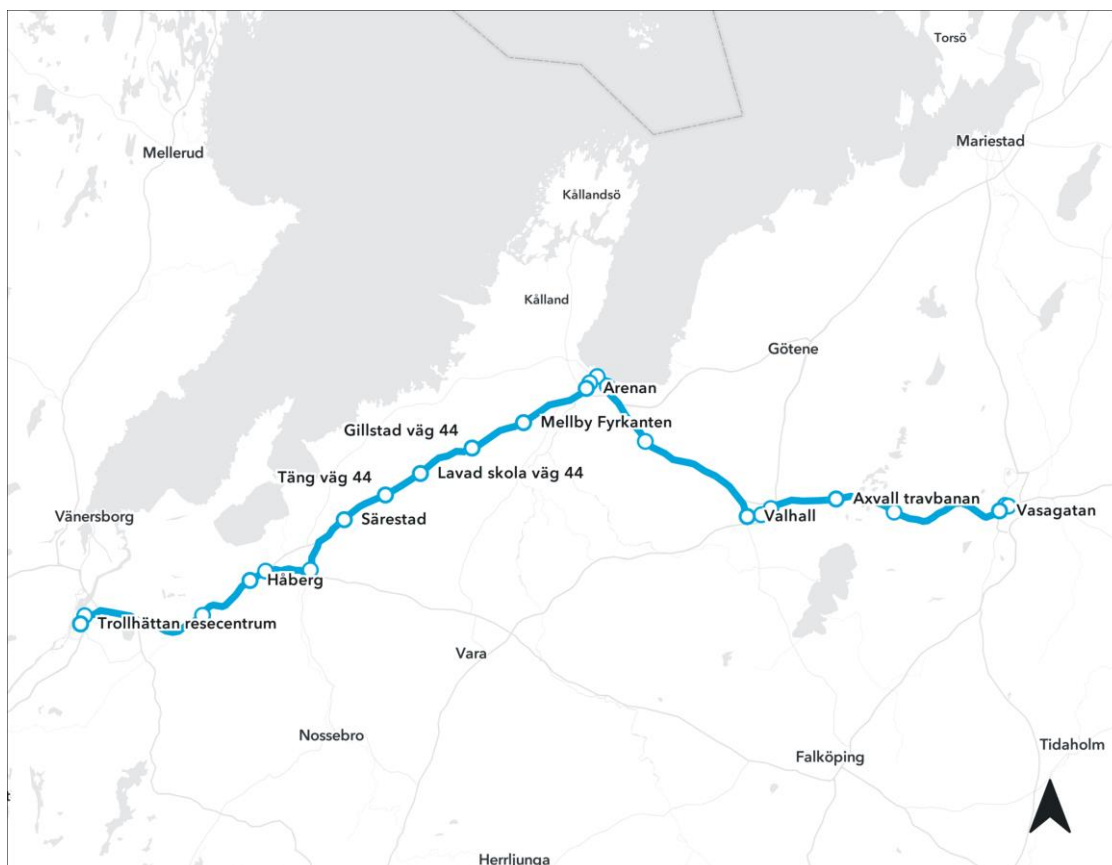 Torsö
Mellerud
Mariestad
Kållandsö
Kålland
Götene
Arenan
Mellby Fyrkanten
Gillstad väg 44
Lavad skola väg 44
Täng väg 44
Axvall travbanan
Vasagatan
Valhall
Vänersborg
Särestad
Håberg
Trollhättan resecentrum
Vara
Nossebro
Tidaholm
Falköping
Herrljunga